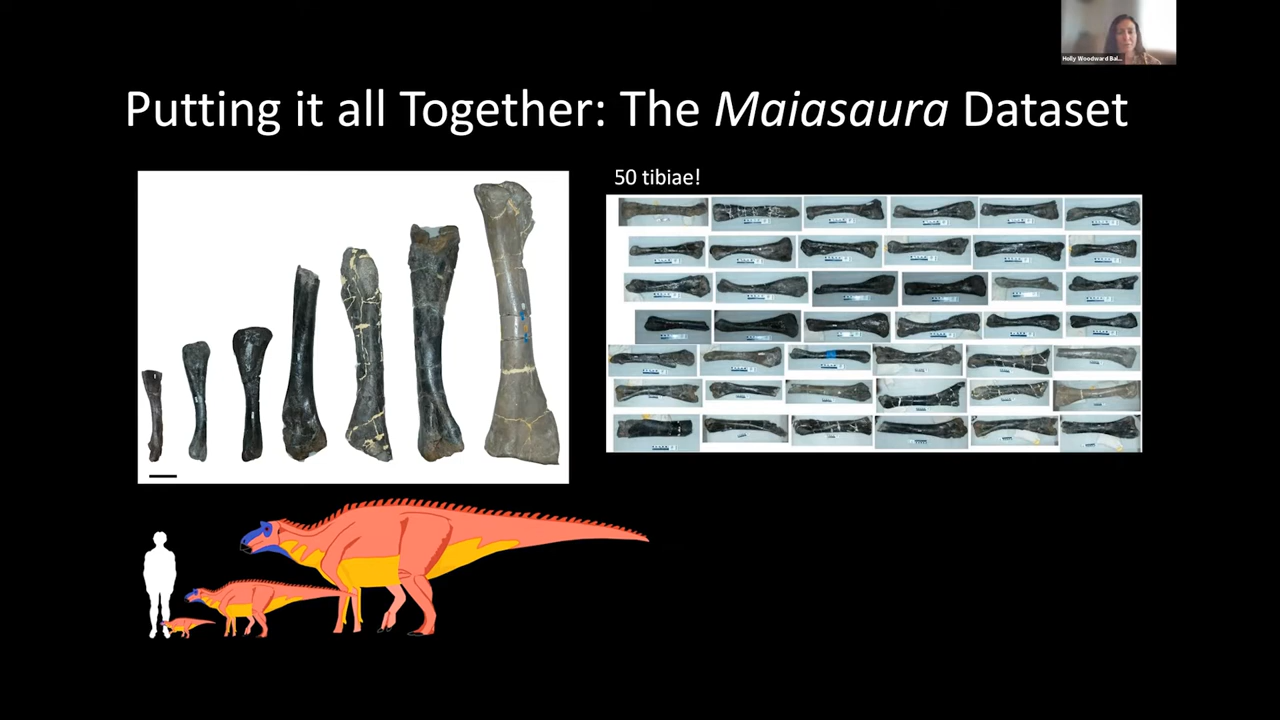 Holly Woodward Bal...
Putting it all Together: The Maiasaura Dataset
50 tibiae!